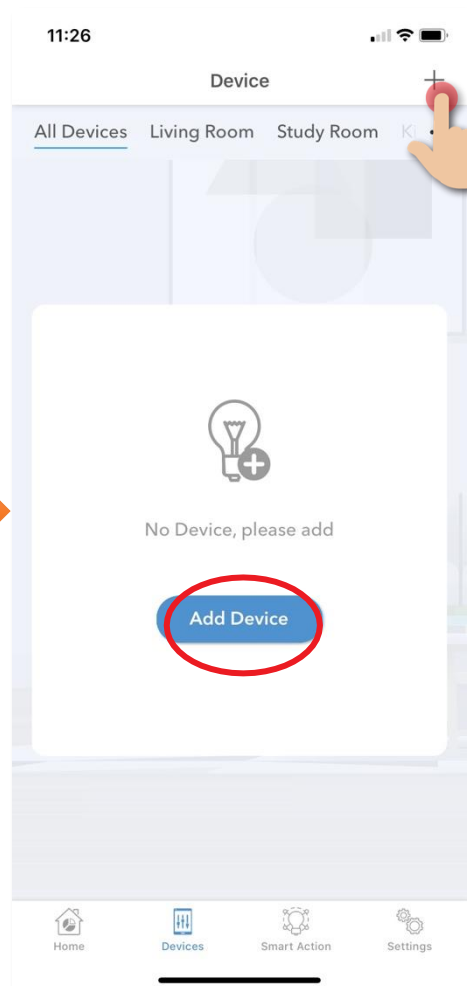 11:26
Device
All Devices Living Room Study Room
No Device, please add
Add Device
Home Devices Smart Action Settings